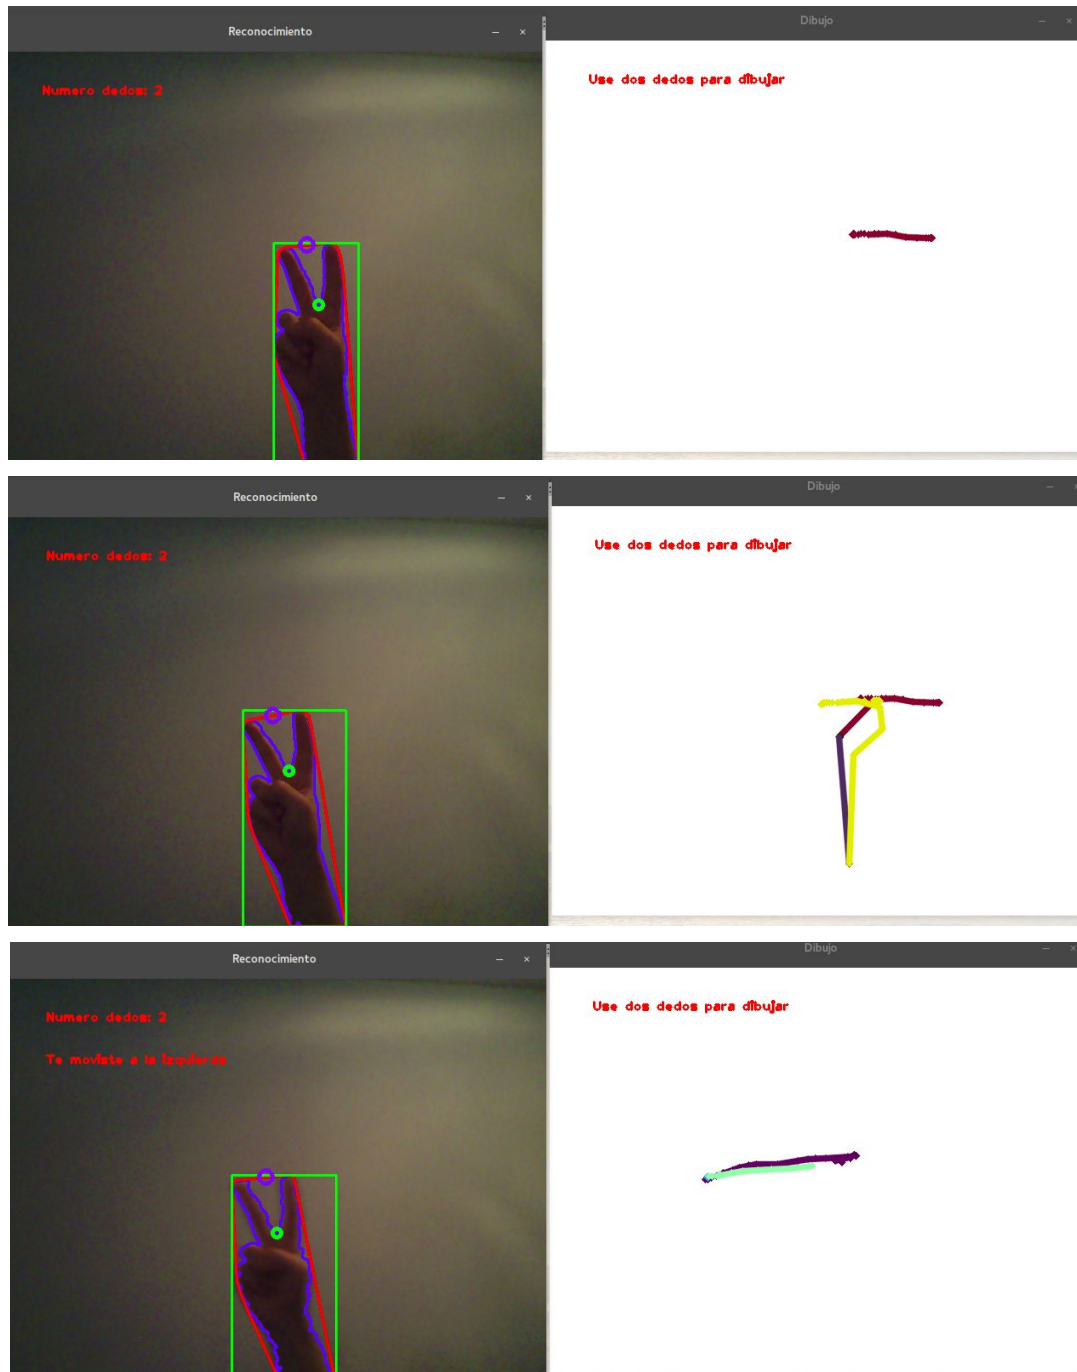 Reconocimiento
Dibujo
Numero dedos: 2
Use dos dedos para dibujar
Reconocimiento
Dibujo
Numero dedos: 2
Use dos dedos para dibujar
Reconocimiento
Dibujo
Numero dedos: 2
Use dos dedos para dibujar
Te moviste a la izquierda